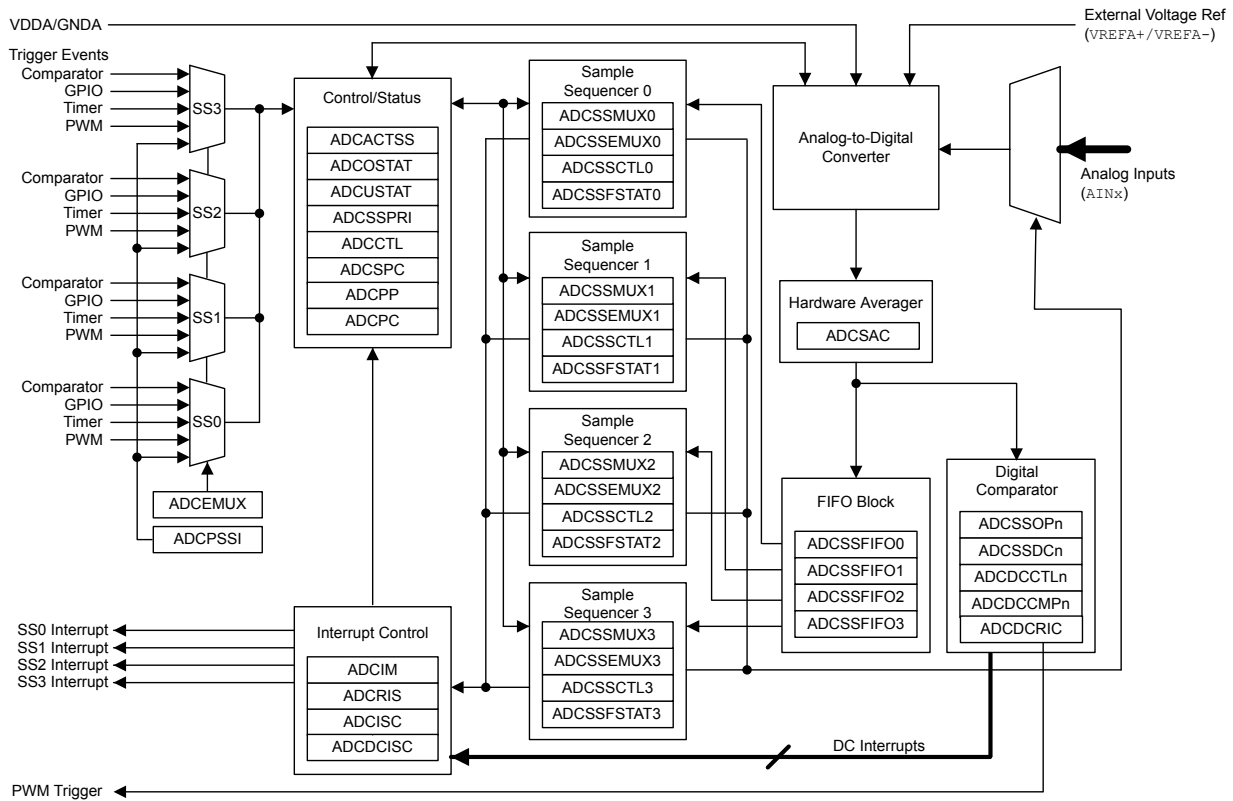 VDDA/GNDA
External Voltage Ref
(VREFA+/VREFA-)
Trigger Events
Comparator
GPIO
Timer
PWM
SS3
Comparator
GPIO
Timer
PWM
SS2
Comparator
GPIO
Timer
PWM
SS1
Comparator
GPIO
Timer
PWM
SS0
ADCEMUX
ADCPSSI
Control/Status
ADCACTSS
ADCOSTAT
ADCUSTAT
ADCSSPRI
ADCCTL
ADCSPC
ADCPP
ADCPC
Sample
Sequencer 0
ADCSSMUX0
ADCSSEMUX0
ADCSSCTL0
ADCSSFSTAT0
Sample
Sequencer 1
ADCSSMUX1
ADCSSEMUX1
ADCSSCTL1
ADCSSFSTAT1
Sample
Sequencer 2
ADCSSMUX2
ADCSSEMUX2
ADCSSCTL2
ADCSSFSTAT2
Sample
Sequencer 3
ADCSSMUX3
ADCSSEMUX3
ADCSSCTL3
ADCSSFSTAT3
Analog-to-Digital
Converter
Analog Inputs
(AINx)
Hardware Averager
ADCSAC
FIFO Block
ADCSSFIFO0
ADCSSFIFO1
ADCSSFIFO2
ADCSSFIFO3
Digital
Comparator
ADCSSOPn
ADCSSDCn
ADCDCCTLn
ADCDCCMPn
ADCDCRIC
SS0 Interrupt
SS1 Interrupt
SS2 Interrupt
SS3 Interrupt
Interrupt Control
ADCIM
ADCRIS
ADCISC
ADCDCISC
DC Interrupts
PWM Trigger